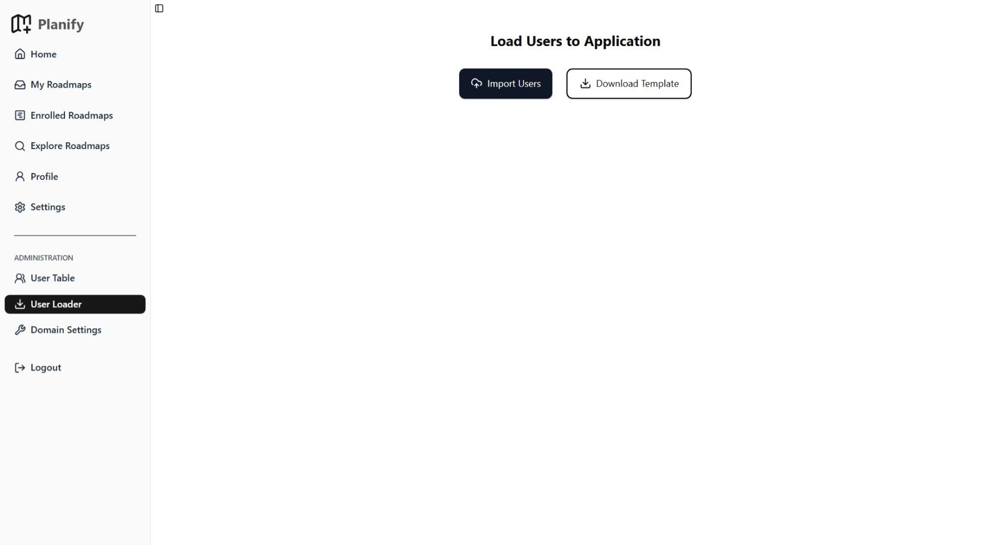 Planify
Home
My Roadmaps
Enrolled Roadmaps
Explore Roadmaps
Profile
Settings
ADMINISTRATION
User Table
User Loader
Domain Settings
Logout
Load Users to Application
Import Users
Download Template